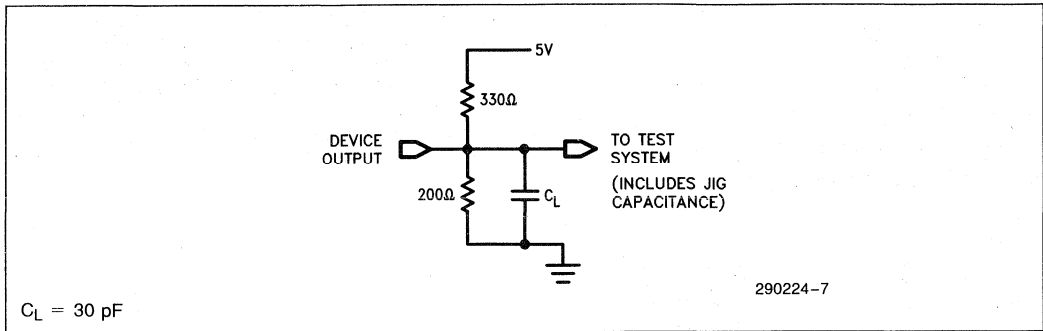 5V
330Ω
DEVICE
OUTPUT
TO TEST
SYSTEM
(INCLUDES JIG
CAPACITANCE)
200Ω
CL
290224-7
CL = 30 pF